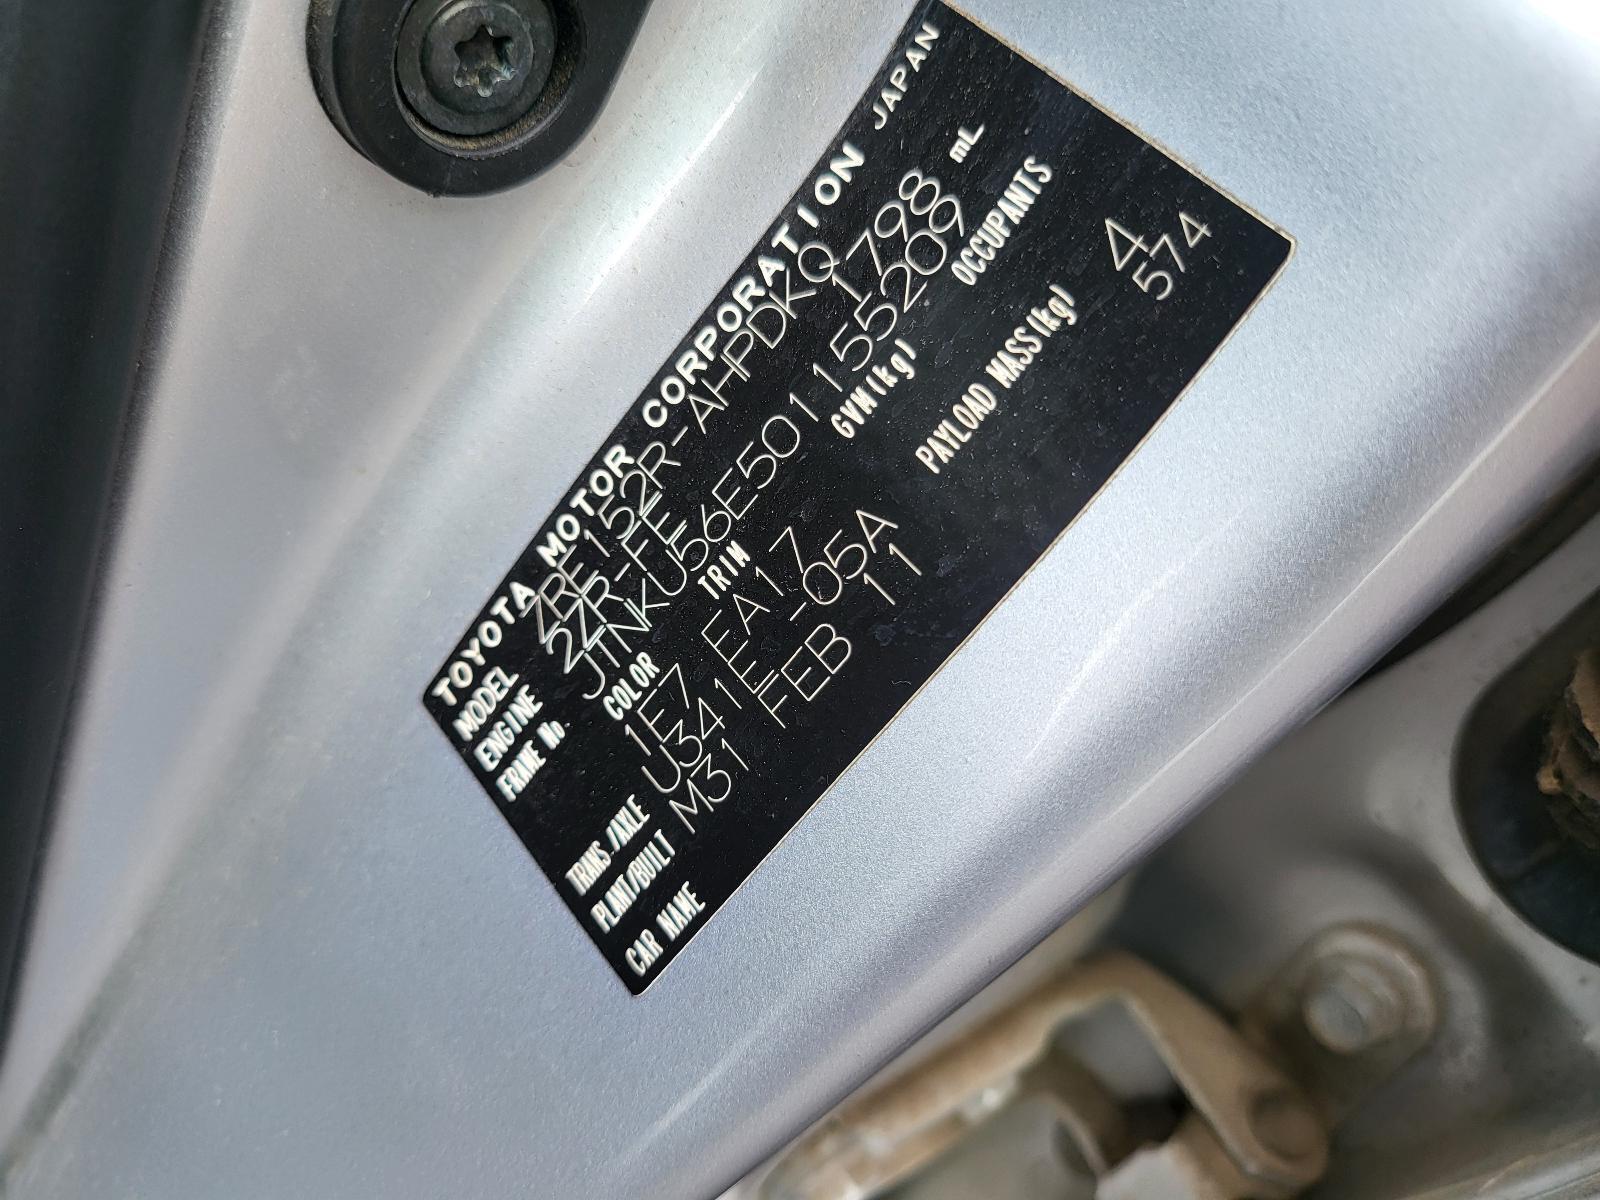 TOYOTA MOTOR CORPORATION JAPAN
MODEL ZRE152R-AHPDKQ
ENGINE 2ZR-FE 1798 mL
FRAME No. JTNKU56E501155209
COLOR TRIM GVM(kg) OCCUPANTS
1E7 EA17 PAYLOAD MASS(kg) 4
TRANS./AXLE U341E -05A 574
PLANT/BUILT M31 FEB 11
CAR NAME